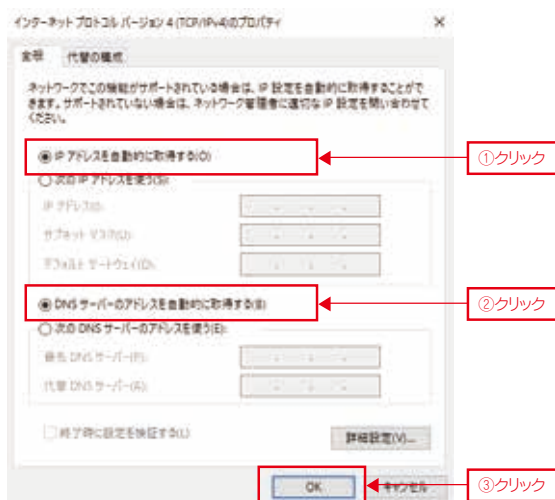 インターネット プロトコル バージョン 4 (TCP/IPv4)のプロパティ
全般 代替の構成
ネットワークでこの機能がサポートされている場合は、IP 設定を自動的に取得することがで
きます。サポートされていない場合は、ネットワーク管理者に適切な IP 設定を問い合わせて
ください。
IP アドレスを自動的に取得する(O)
①クリック
次の IP アドレスを使う(S):
IP アドレス(I):
サブネット マスク(U):
デフォルト ゲートウェイ(D):
DNS サーバーのアドレスを自動的に取得する(B)
②クリック
次の DNS サーバーのアドレスを使う(E):
優先 DNS サーバー(P):
代替 DNS サーバー(A):
終了時に設定を検証する(L)
詳細設定(V)...
OK
キャンセル
③クリック